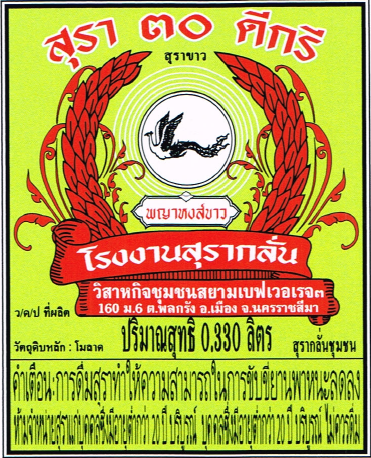 สุรา ๓๐ ดีกรี
สุราขาว
พญาหงส์ขาว
โรงงานสุรากลั่น
วิสาหกิจชุมชนสยามเบฟเวอเรจ๓
160 ม.6 ต.พลกรัง อ.เมือง จ.นครราชสีมา
ว/ด/ป ที่ผลิต
ปริมาณสุทธิ 0.330 ลิตร
วัตถุดิบหลัก : โมลาด
สุรากลั่นชุมชน
คำเตือน:การดื่มสุราทำให้ความสามารถในการขับขี่ยานพาหนะลดลง
ห้ามจำหน่ายสุราแก่บุคคลซึ่งมีอายุต่ำกว่า 20 ปี บริบูรณ์ บุคคลซึ่งมีอายุต่ำกว่า 20 ปี บริบูรณ์ ไม่ควรดื่ม